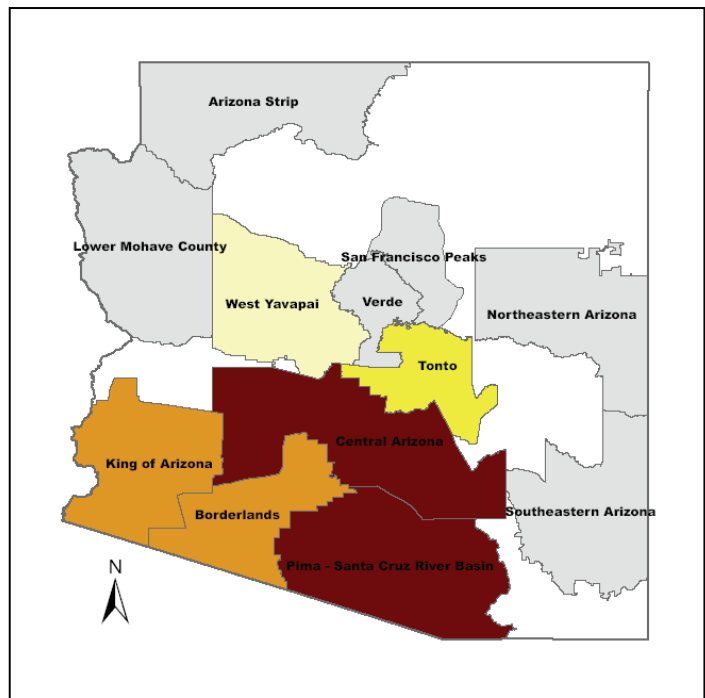 Arizona Strip
Lower Mohave County
San Francisco Peaks
West Yavapai
Verde
Northeastern Arizona
Tonto
Central Arizona
King of Arizona
Borderlands
Southeastern Arizona
Pima - Santa Cruz River Basin
N